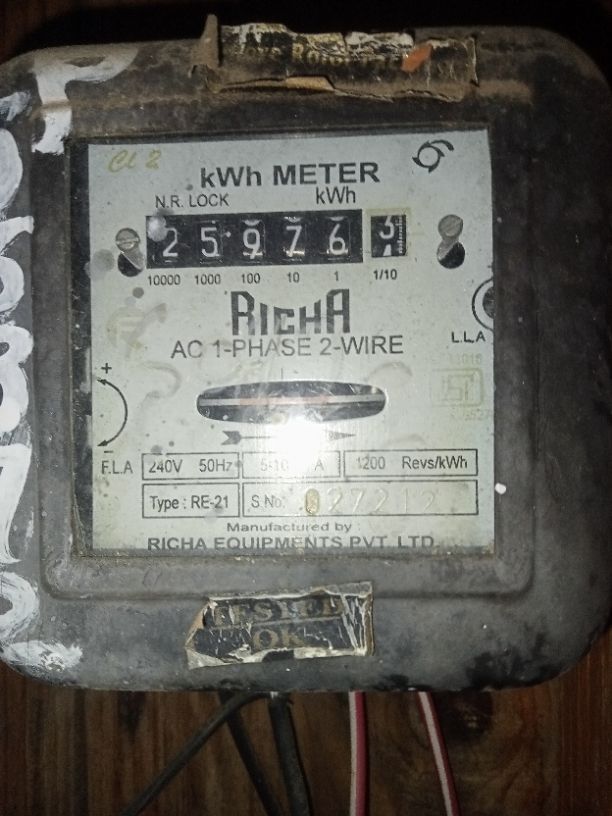 Cl 2
kWh METER
N.R. LOCK kWh
2 5 9 7 6 3
10000 1000 100 10 1 1/10
RICHA
AC 1-PHASE 2-WIRE
L.L.A
+
-
F.L.A
240V 50Hz A 1200 Revs/kWh
Type : RE-21 S.No. 027212
Manufactured by :
RICHA EQUIPMENTS PVT. LTD.
TESTED
OK